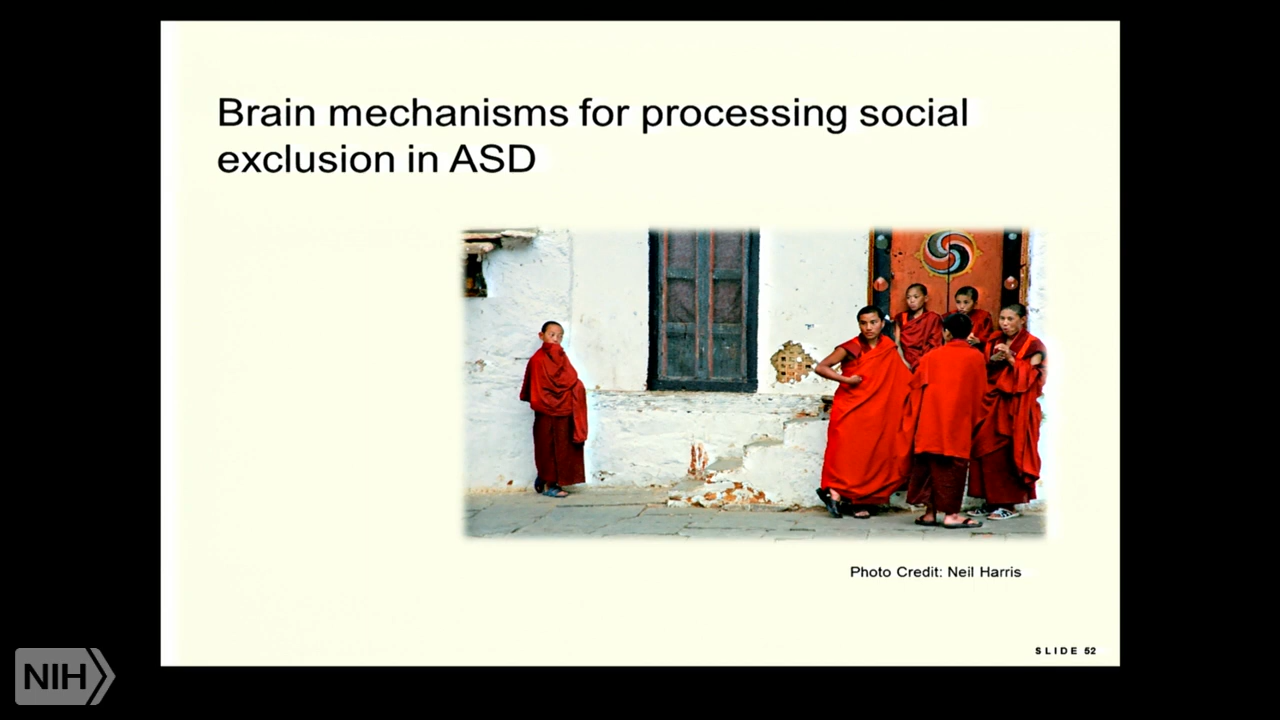 Brain mechanisms for processing social
exclusion in ASD
Photo Credit: Neil Harris
SLIDE 52
NIH